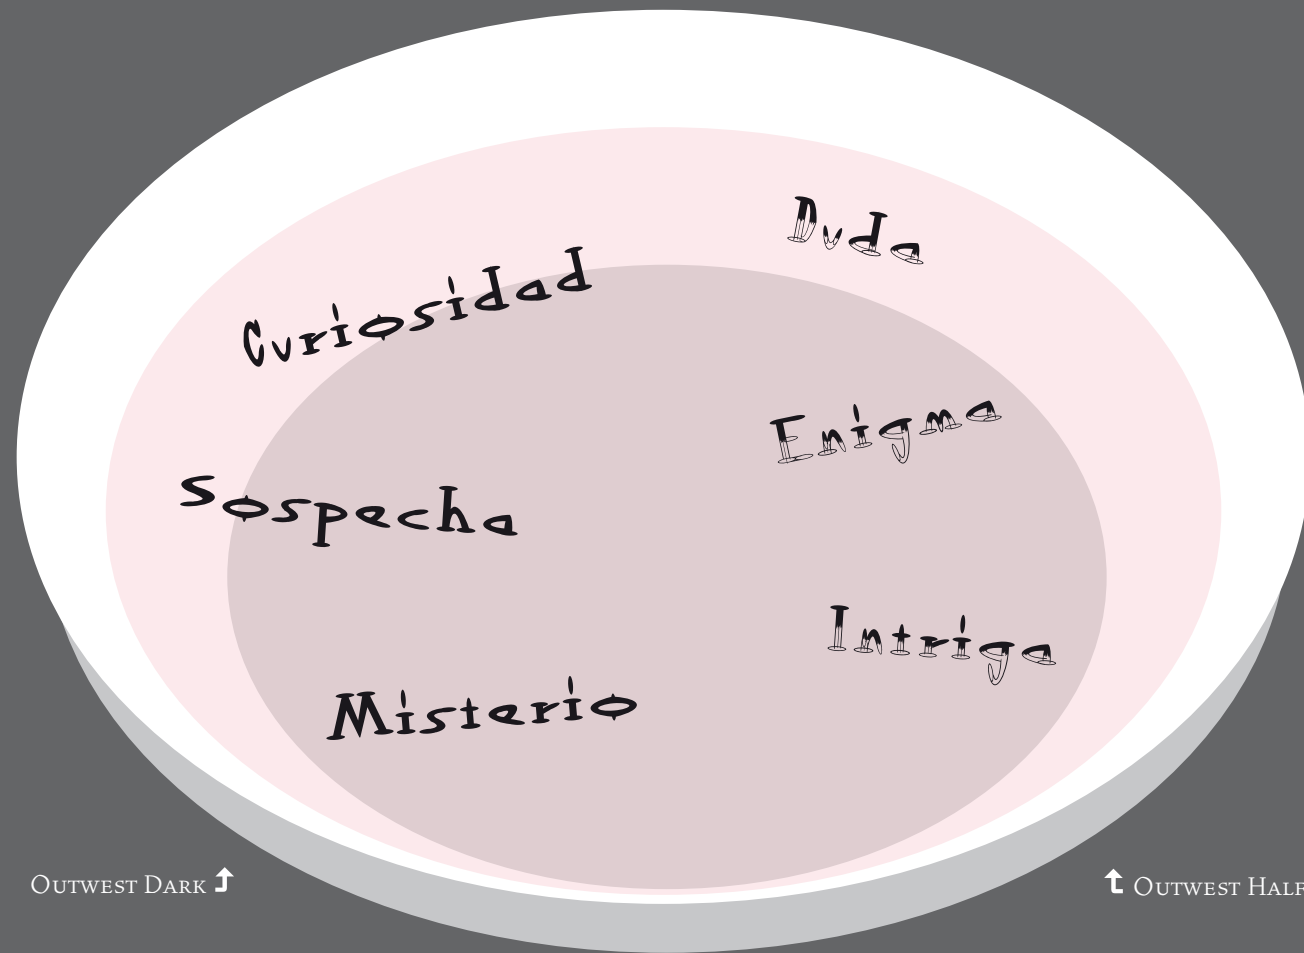 Duda
Curiosidad
Enigma
Sospecha
Intriga
Misterio
Outwest Dark
Outwest Half